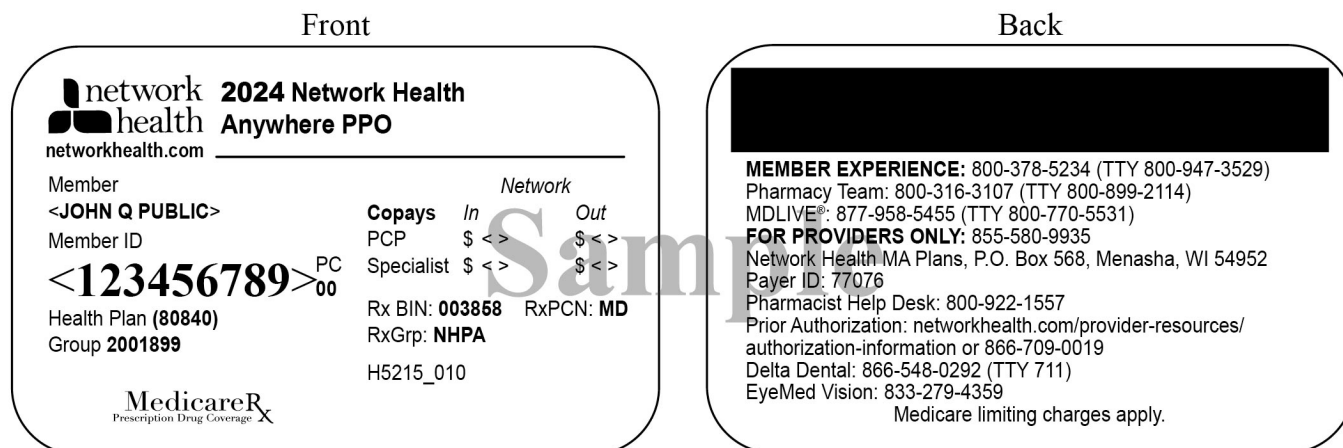 Front
network health
networkhealth.com
2024 Network Health
Anywhere PPO
Member
<JOHN Q PUBLIC>
Member ID
<123456789> PC 00
Health Plan (80840)
Group 2001899
MedicareRx
Prescription Drug Coverage
Network
Copays In Out
PCP $ < > $ < >
Specialist $ < > $ < >
Rx BIN: 003858 RxPCN: MD
RxGrp: NHPA
H5215_010
Sample
Back
MEMBER EXPERIENCE: 800-378-5234 (TTY 800-947-3529)
Pharmacy Team: 800-316-3107 (TTY 800-899-2114)
MDLIVE®: 877-958-5455 (TTY 800-770-5531)
FOR PROVIDERS ONLY: 855-580-9935
Network Health MA Plans, P.O. Box 568, Menasha, WI 54952
Payer ID: 77076
Pharmacist Help Desk: 800-922-1557
Prior Authorization: networkhealth.com/provider-resources/
authorization-information or 866-709-0019
Delta Dental: 866-548-0292 (TTY 711)
EyeMed Vision: 833-279-4359
Medicare limiting charges apply.